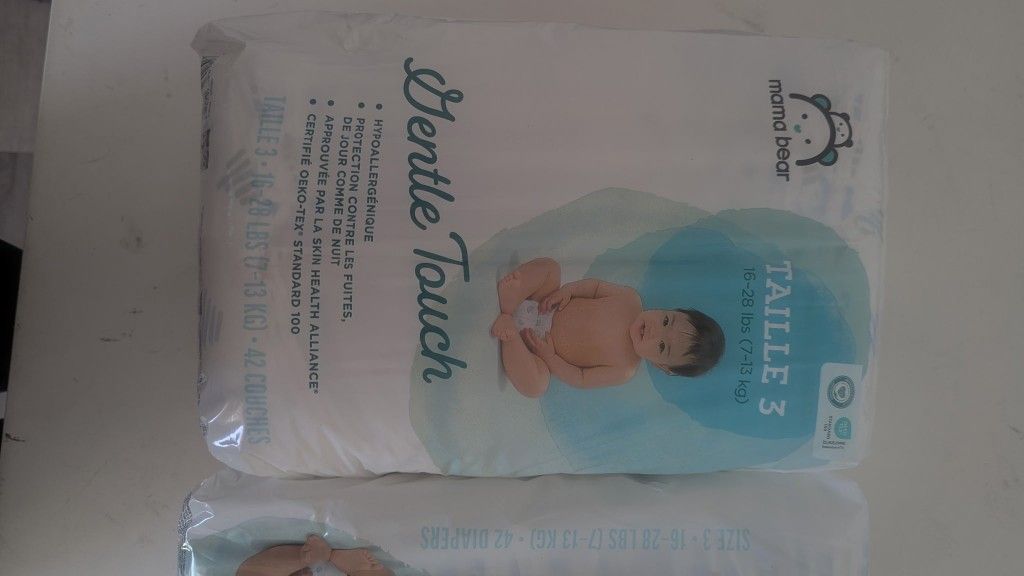 mama bear
TAILLE 3
16-28 lbs (7-13 kg)
Gentle Touch
• HYPOALLERGÉNIQUE
• PROTECTION CONTRE LES FUITES,
DE JOUR COMME DE NUIT
• APPROUVÉE PAR LA SKIN HEALTH ALLIANCE®
• CERTIFIÉ OEKO-TEX® STANDARD 100
TAILLE 3 • 16-28 LBS (7-13 KG) • 42 COUCHES
SIZE 3 • 16-28 LBS (7-13 KG) • 42 DIAPERS